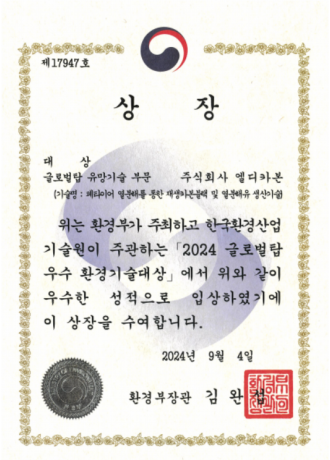 제17947호
상 장
대 상
글로벌탑 유망기술 부문 주식회사 엘디카본
(기술명 : 폐타이어 열분해를 통한 재생카본블랙 및 열분해유 생산기술)
위는 환경부가 주최하고 한국환경산업
기술원이 주관하는 「2024 글로벌탑
우수 환경기술대상」에서 위와 같이
우수한 성적으로 입상하였기에
이 상장을 수여합니다.
2024년 9월 4일
환경부장관 김완섭